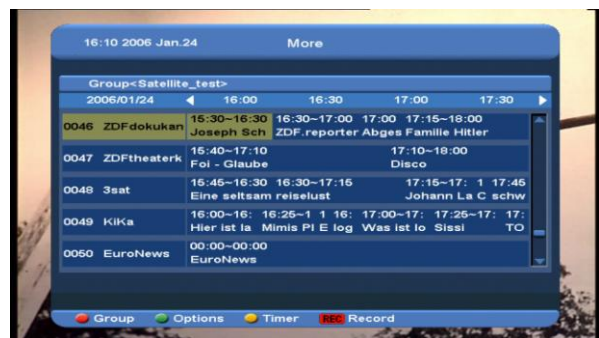 16:10 2006 Jan.24 More
Group<Satellite_test>
2006/01/24 16:00 16:30 17:00 17:30
0046 ZDFdokukan 15:30~16:30 16:30~17:00 17:00 17:15~18:00
Joseph Sch ZDF.reporter Abges Familie Hitler
0047 ZDFtheaterk 15:40~17:10 17:10~18:00
Foi - Glaube Disco
0048 3sat 15:45~16:30 16:30~17:15 17:15~17: 1 17:45
Eine seltsam reiselust Johann La C schw
0049 KiKa 16:00~16: 16:25~1 1 16: 17:00~17: 17:25~17: 17:
Hier ist la Mimis Pl E log Was ist lo Sissi TO
0050 EuroNews 00:00~00:00
EuroNews
Group Options Timer REC Record